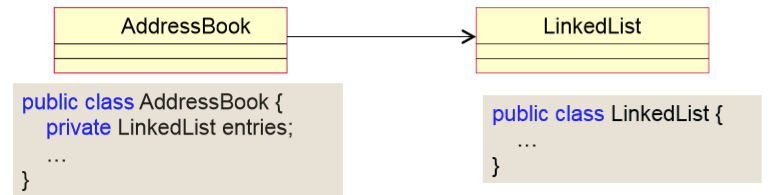 AddressBook
LinkedList
public class AddressBook {
private LinkedList entries;
...
}
public class LinkedList {
...
}